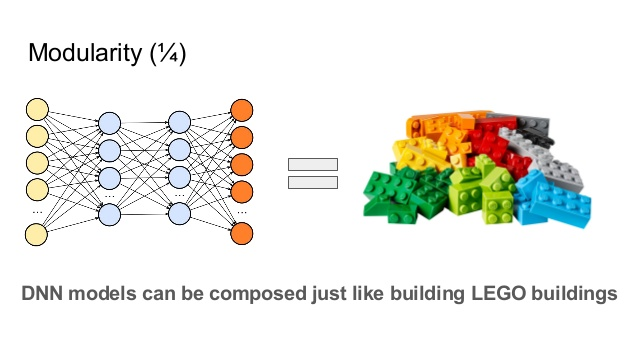 Modularity (¼)
... ... ... ...
DNN models can be composed just like building LEGO buildings